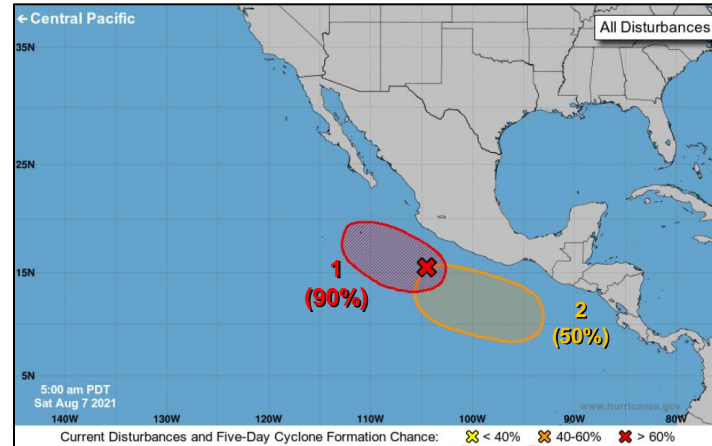 ← Central Pacific
All Disturbances
35N
25N
15N
5N
1
(90%)
2
(50%)
5:00 am PDT
Sat Aug 7 2021
www.hurricanes.gov
140W 130W 120W 110W 100W 90W 80W
Current Disturbances and Five-Day Cyclone Formation Chance: < 40% 40-60% > 60%